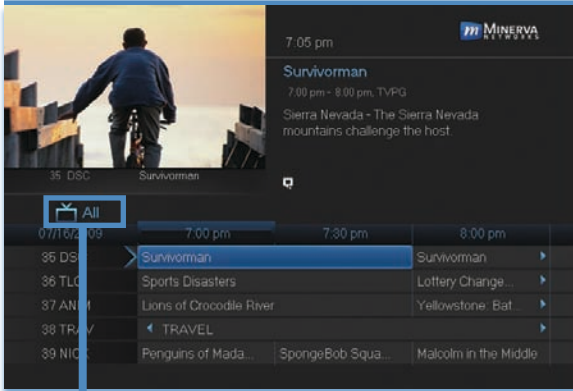 7:05 pm
m MINERVA
NETWORKS
Survivorman
7:00 pm - 8:00 pm, TVPG
Sierra Nevada - The Sierra Nevada
mountains challenge the host.
35 DSC Survivorman
All
07/16/2009 7:00 pm 7:30 pm 8:00 pm
35 DSC Survivorman Survivorman
36 TLC Sports Disasters Lottery Change...
37 ANIM Lions of Crocodile River Yellowstone: Bat...
38 TRAV TRAVEL
39 NICK Penguins of Mada... SpongeBob Squa... Malcolm in the Middle